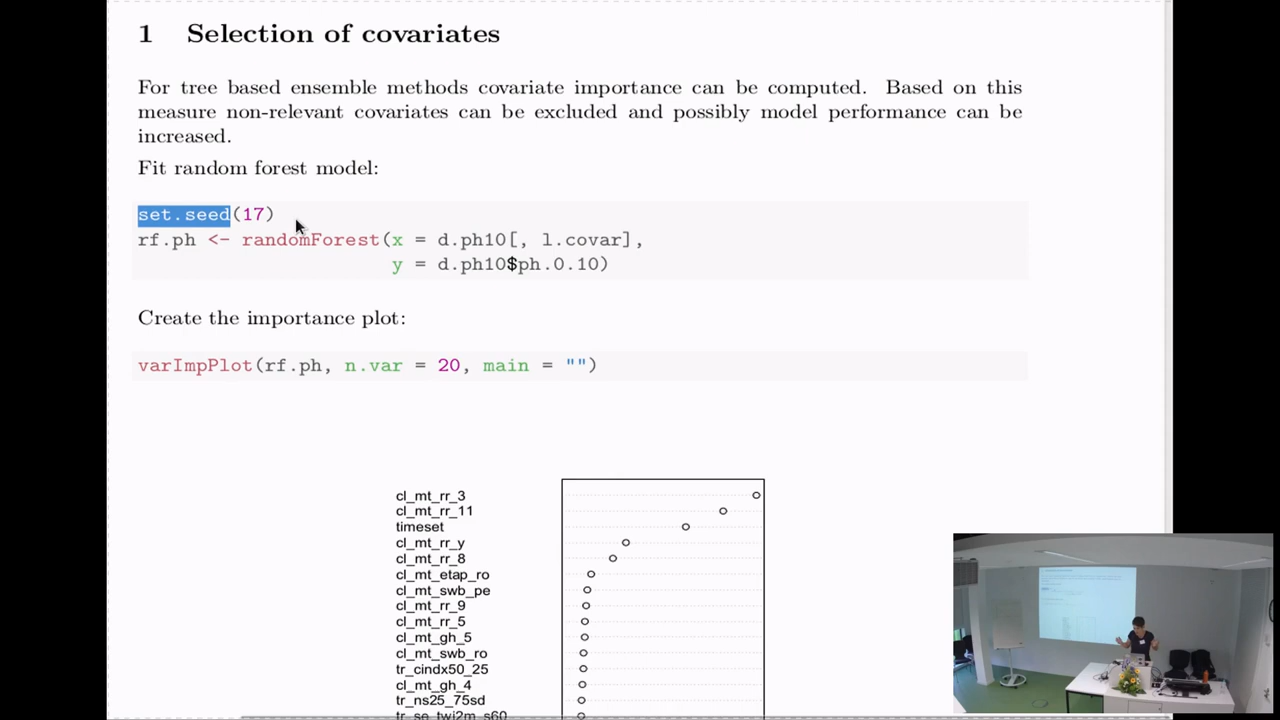 1 Selection of covariates
For tree based ensemble methods covariate importance can be computed. Based on this
measure non-relevant covariates can be excluded and possibly model performance can be
increased.
Fit random forest model:
set.seed(17)
rf.ph <- randomForest(x = d.ph10[, l.covar],
y = d.ph10$ph.0.10)
Create the importance plot:
varImpPlot(rf.ph, n.var = 20, main = "")
cl_mt_rr_3
cl_mt_rr_11
timeset
cl_mt_rr_y
cl_mt_rr_8
cl_mt_etap_ro
cl_mt_swb_pe
cl_mt_rr_9
cl_mt_rr_5
cl_mt_gh_5
cl_mt_swb_ro
tr_cindx50_25
cl_mt_gh_4
tr_ns25_75sd
tr_se_twi2m_s60